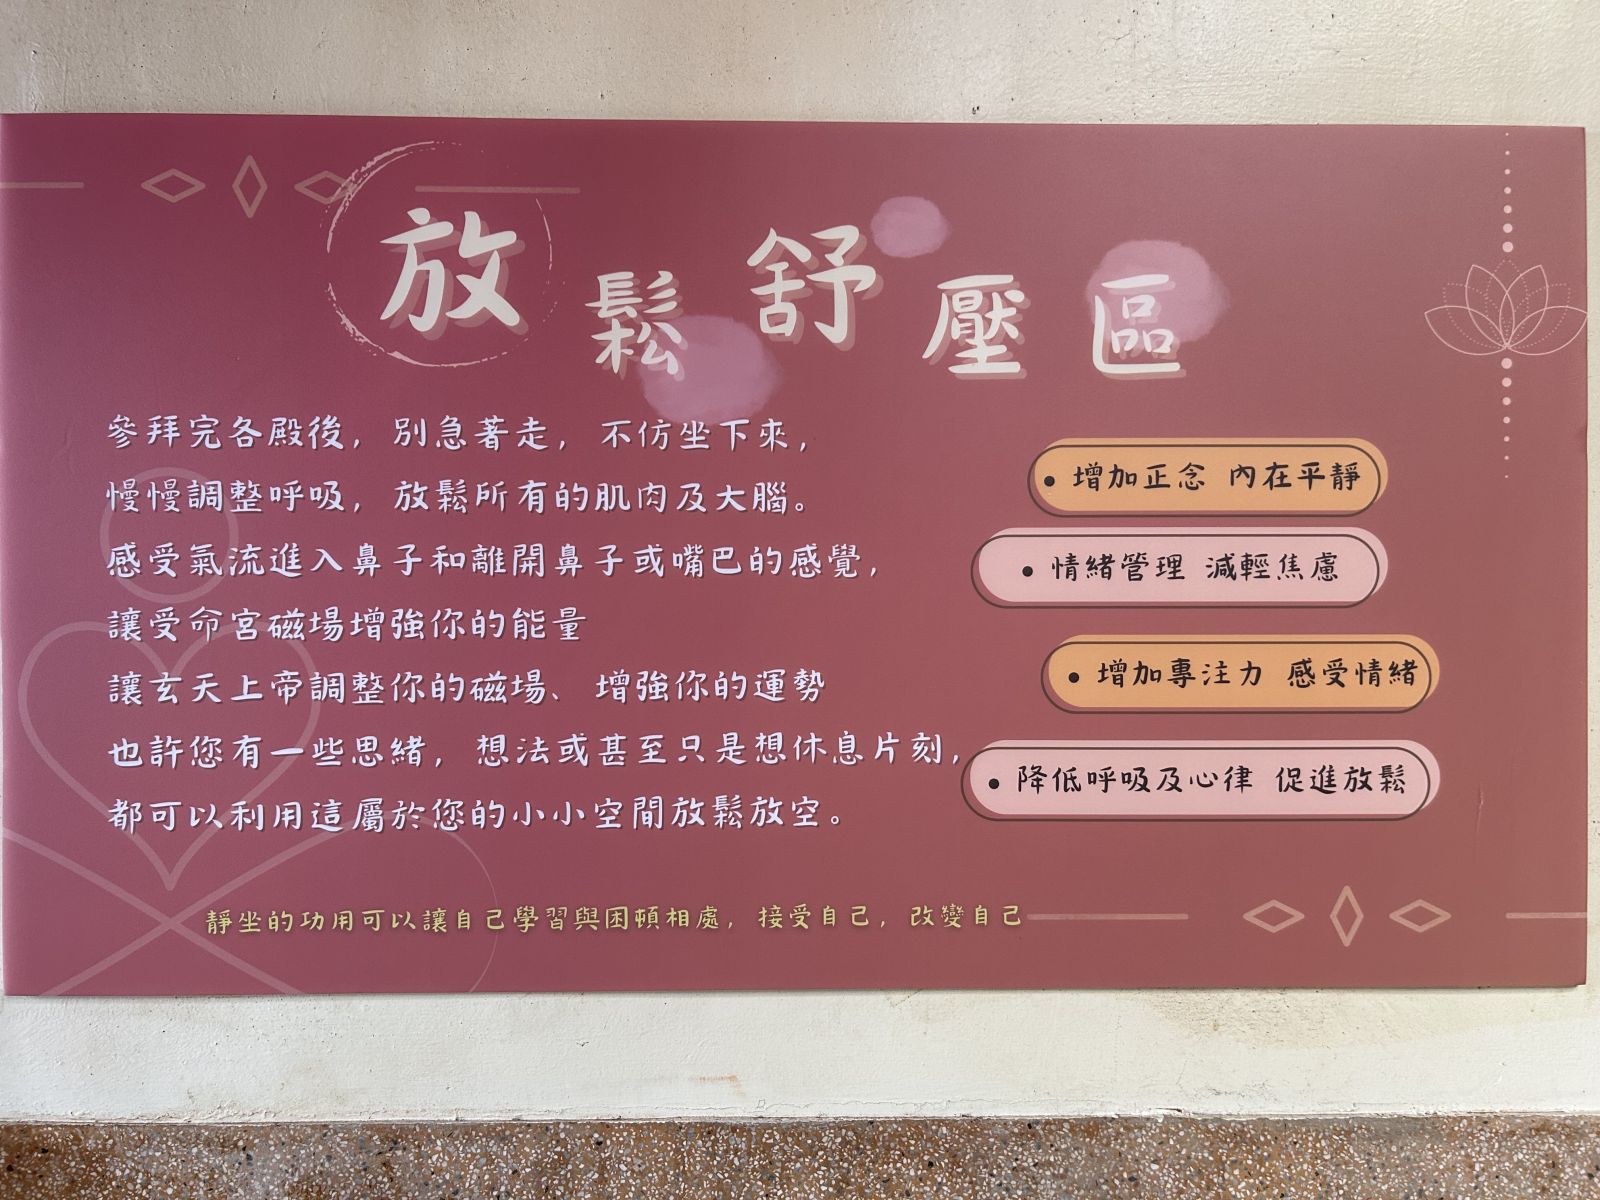 放鬆舒壓區
參拜完各殿後，別急著走，不仿坐下來，
慢慢調整呼吸，放鬆所有的肌肉及大腦。
感受氣流進入鼻子和離開鼻子或嘴巴的感覺，
讓受命宮磁場增強你的能量
讓玄天上帝調整你的磁場、增強你的運勢
也許您有一些思緒，想法或甚至只是想休息片刻，
都可以利用這屬於您的小小空間放鬆放空。
• 增加正念 內在平靜
• 情緒管理 減輕焦慮
• 增加專注力 感受情緒
• 降低呼吸及心律 促進放鬆
靜坐的功用可以讓自己學習與困頓相處，接受自己，改變自己